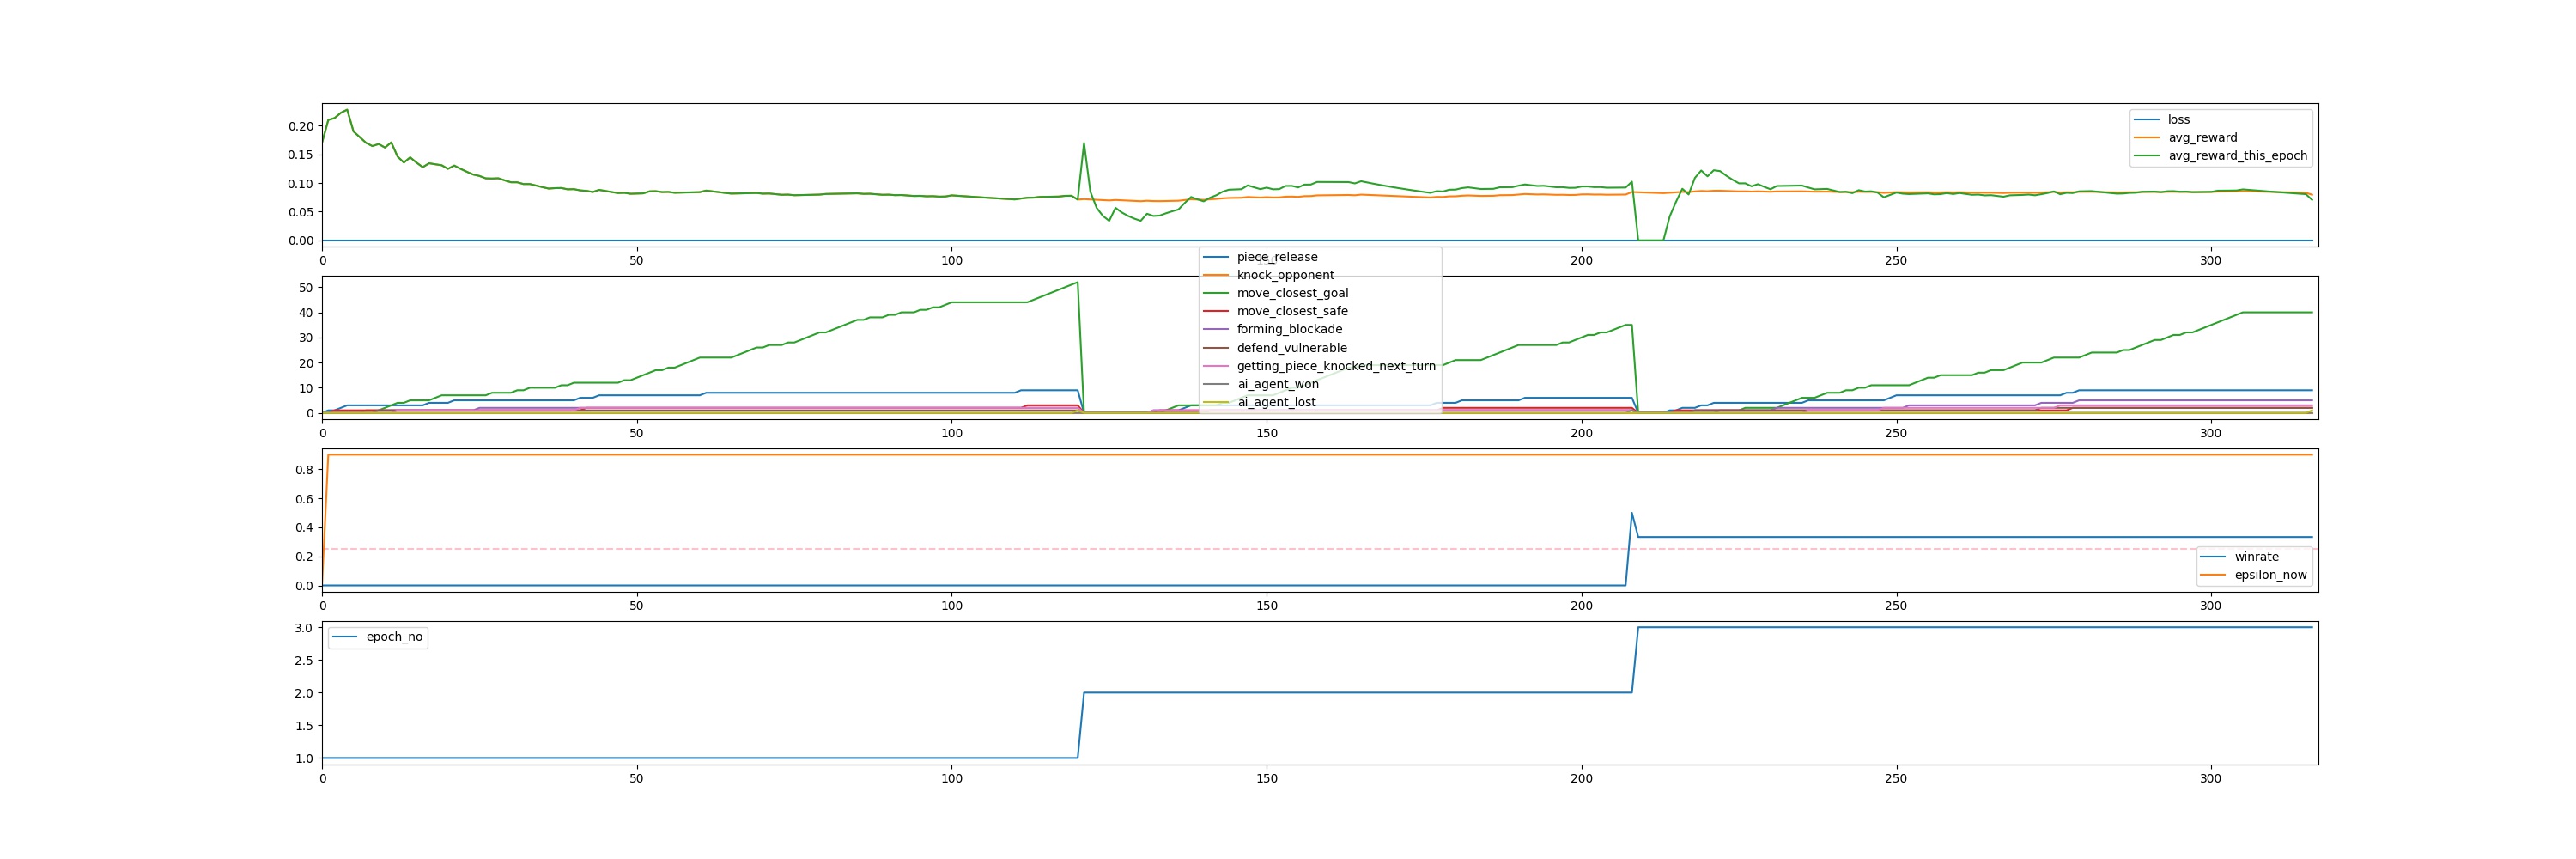 0.20
0.15
0.10
0.05
0.00
loss
avg_reward
avg_reward_this_epoch
0 50 100 200 250 300
50
40
30
20
10
0
piece_release
knock_opponent
move_closest_goal
move_closest_safe
forming_blockade
defend_vulnerable
getting_piece_knocked_next_turn
ai_agent_won
ai_agent_lost
0 50 100 150 200 250 300
0.8
0.6
0.4
0.2
0.0
winrate
epsilon_now
0 50 100 150 200 250 300
3.0
2.5
2.0
1.5
1.0
epoch_no
0 50 100 150 200 250 300